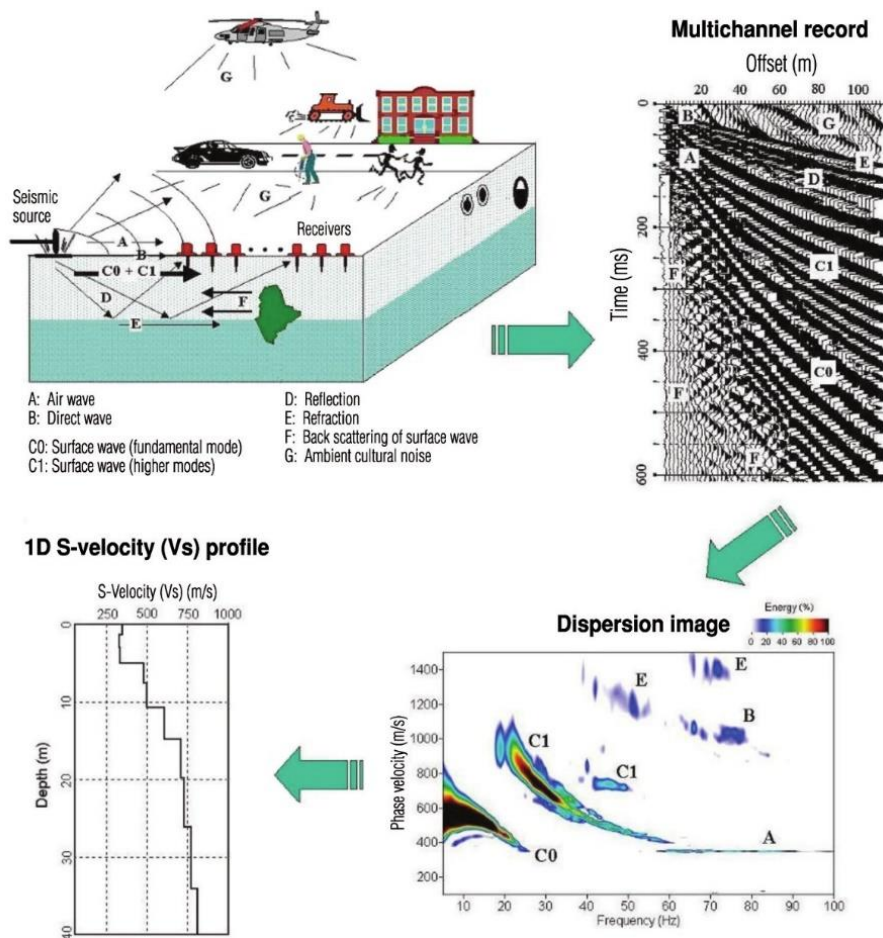 G
G
Seismic
source
A
B
Receivers
C0 + C1
D
E
F
A: Air wave
B: Direct wave
C0: Surface wave (fundamental mode)
C1: Surface wave (higher modes)
D: Reflection
E: Refraction
F: Back scattering of surface wave
G: Ambient cultural noise
Multichannel record
Offset (m)
20 40 60 80 100
0
200
400
600
Time (ms)
B
G
A
E
D
F
C1
C0
F
F
1D S-velocity (Vs) profile
S-Velocity (Vs) (m/s)
250 500 750 1000
0
10
20
30
40
Depth (m)
Dispersion image
Energy (%)
0 20 40 60 80 100
1400
1200
1000
800
600
400
200
Phase velocity (m/s)
E
E
B
C1
C1
C0
A
10 20 30 40 50 60 70 80 90 100
Frequency (Hz)